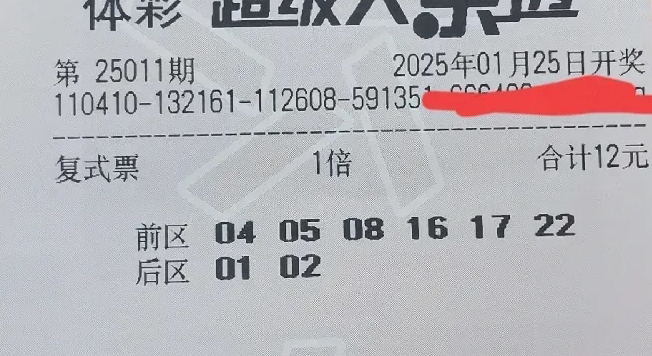 体彩 超级大乐透
第 25011期 2025年01月25日开奖
110410-132161-112608-591351
复式票 1倍 合计12元
前区 04 05 08 16 17 22
后区 01 02